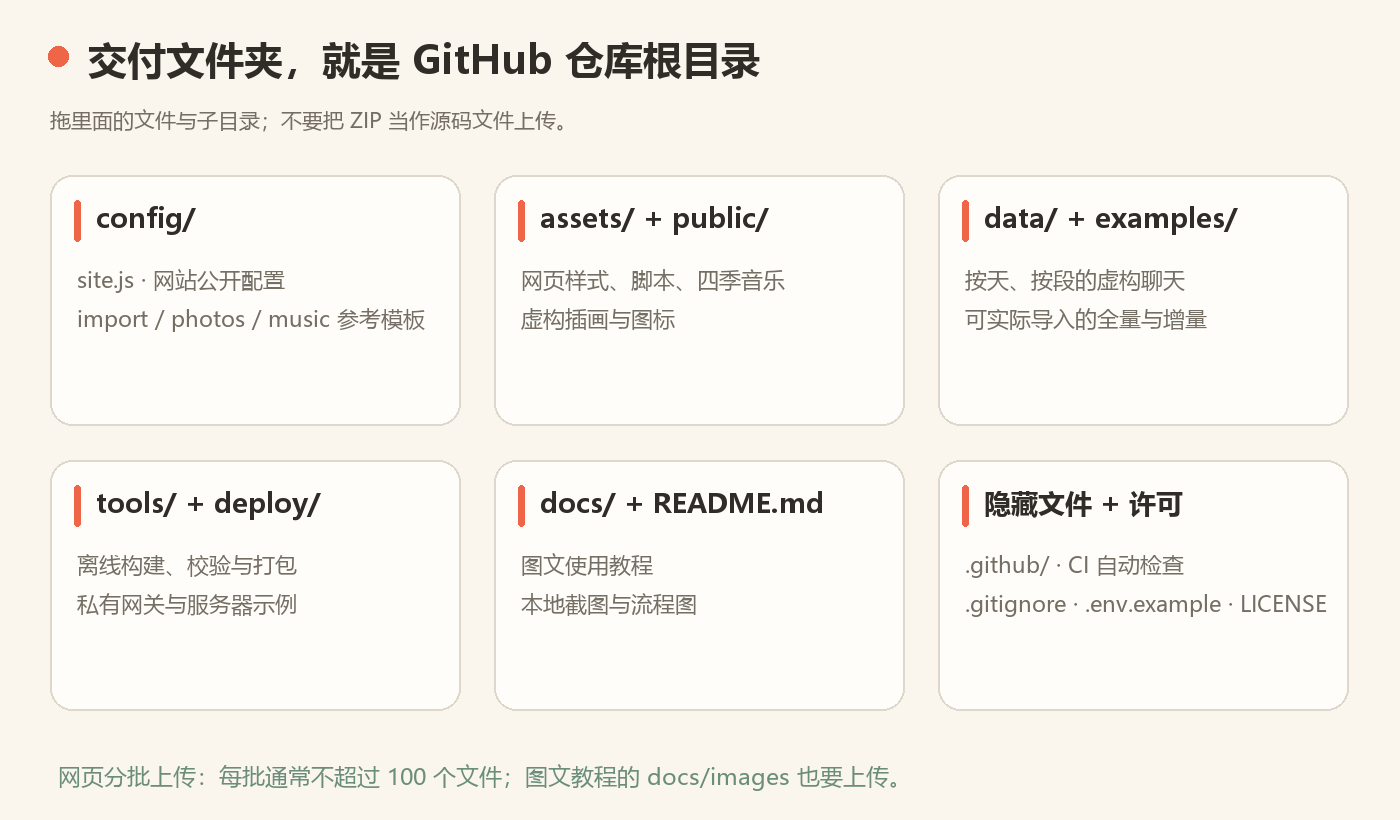 交付文件夹，就是 GitHub 仓库根目录
拖里面的文件与子目录；不要把 ZIP 当作源码文件上传。
config/
site.js · 网站公开配置
import / photos / music 参考模板
assets/ + public/
网页样式、脚本、四季音乐
虚构插画与图标
data/ + examples/
按天、按段的虚构聊天
可实际导入的全量与增量
tools/ + deploy/
离线构建、校验与打包
私有网关与服务器示例
docs/ + README.md
图文使用教程
本地截图与流程图
隐藏文件 + 许可
.github/ · CI 自动检查
.gitignore · .env.example · LICENSE
网页分批上传：每批通常不超过 100 个文件；图文教程的 docs/images 也要上传。